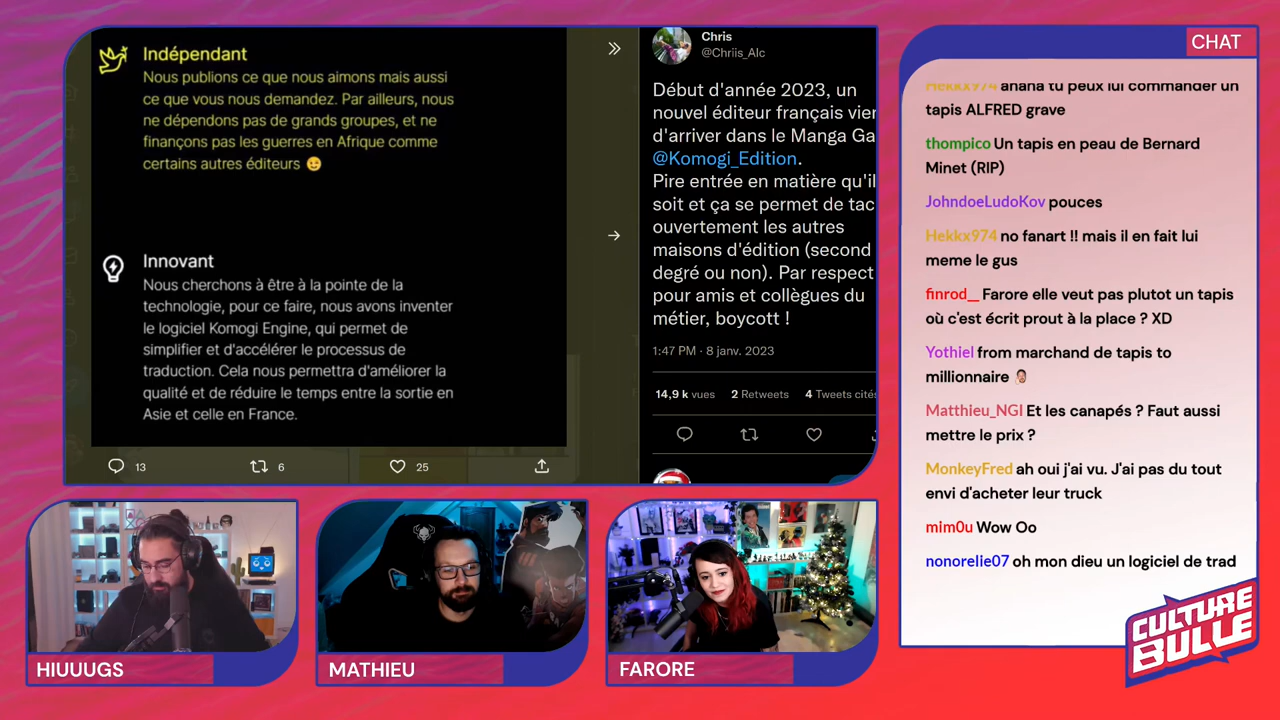 Indépendant
Nous publions ce que nous aimons mais aussi
ce que vous nous demandez. Par ailleurs, nous
ne dépendons pas de grands groupes, et ne
finançons pas les guerres en Afrique comme
certains autres éditeurs 😉
Innovant
Nous cherchons à être à la pointe de la
technologie, pour ce faire, nous avons inventer
le logiciel Komogi Engine, qui permet de
simplifier et d'accélérer le processus de
traduction. Cela nous permettra d'améliorer la
qualité et de réduire le temps entre la sortie en
Asie et celle en France.
13
6
25
Chris
@Chriis_Alc
Début d'année 2023, un
nouvel éditeur français vier
d'arriver dans le Manga Ga
@Komogi_Edition.
Pire entrée en matière qu'il
soit et ça se permet de tac
ouvertement les autres
maisons d'édition (second
degré ou non). Par respect
pour amis et collègues du
métier, boycott !
1:47 PM · 8 janv. 2023
14,9 k vues 2 Retweets 4 Tweets cités
CHAT
Hekkx974 ahaha tu peux lui commander un
tapis ALFRED grave
thompico Un tapis en peau de Bernard
Minet (RIP)
JohndoeLudoKov pouces
Hekkx974 no fanart !! mais il en fait lui
meme le gus
finrod__ Farore elle veut pas plutot un tapis
où c'est écrit prout à la place ? XD
Yothiel from marchand de tapis to
millionnaire
Matthieu_NGI Et les canapés ? Faut aussi
mettre le prix ?
MonkeyFred ah oui j'ai vu. J'ai pas du tout
envi d'acheter leur truck
mim0u Wow Oo
nonorelie07 oh mon dieu un logiciel de trad
CULTURE
BULLE
HIUUUGS
MATHIEU
FARORE